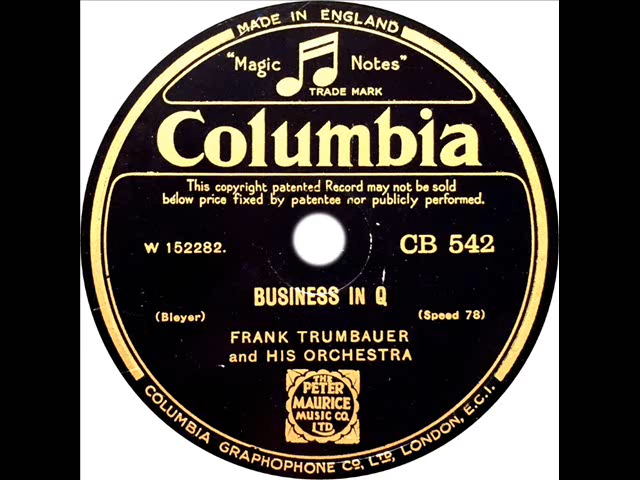 MADE IN ENGLAND
"Magic Notes"
TRADE MARK
Columbia
This copyright patented Record may not be sold
below price fixed by patentee nor publicly performed.
W 152282.
CB 542
BUSINESS IN Q
(Bleyer)
(Speed 78)
FRANK TRUMBAUER
and HIS ORCHESTRA
THE
PETER
MAURICE
MUSIC CO.
LTD
COLUMBIA GRAPHOPHONE CO., LTD., LONDON, E.C.I.